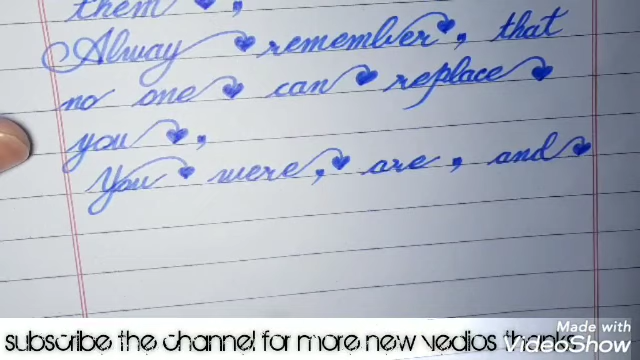 them ,
Alway remember, that
no one can replace
you ,
You were, are, and
Made with
VideoShow
subscribe the channel for more new vedios thanks